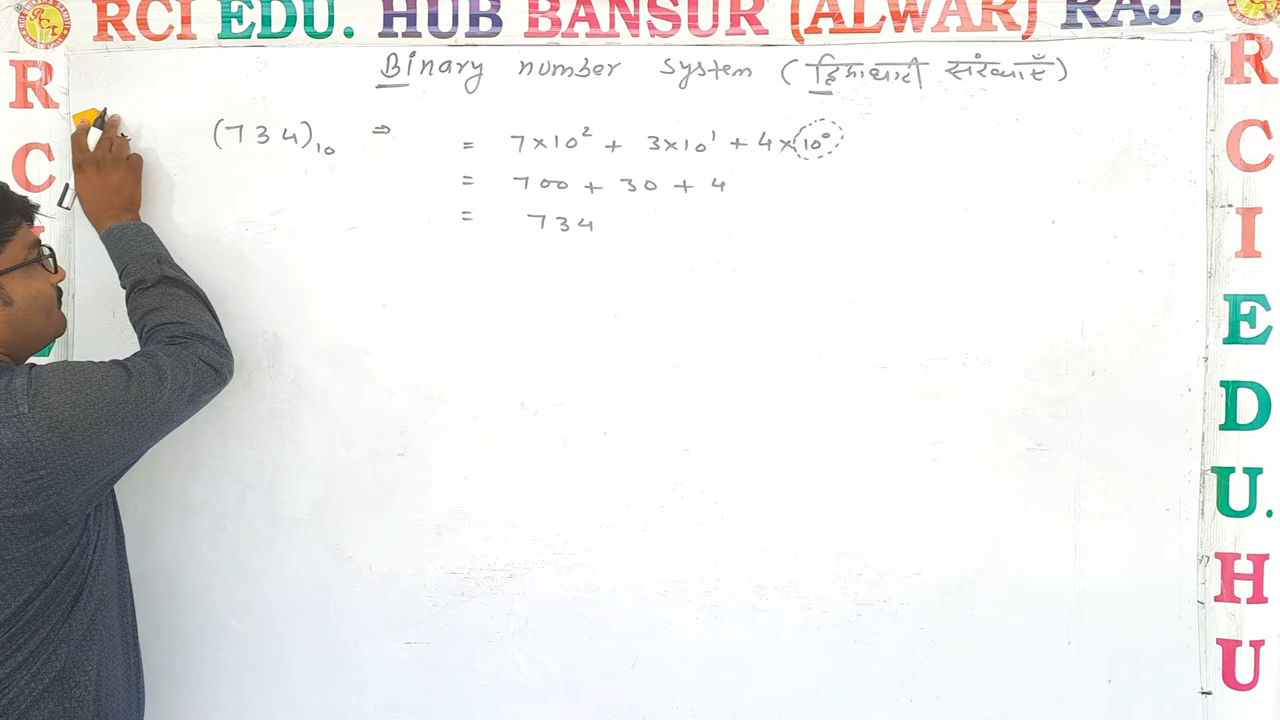 RCI EDU. HUB BANSUR (ALWAR) RAJ.
Binary number system (द्विआधारी संख्याएँ)
(734)₁₀ ⇒ = 7×10² + 3×10¹ + 4×10⁰
= 700 + 30 + 4
= 734
R
C
R
C
I
E
D
U.
H
U